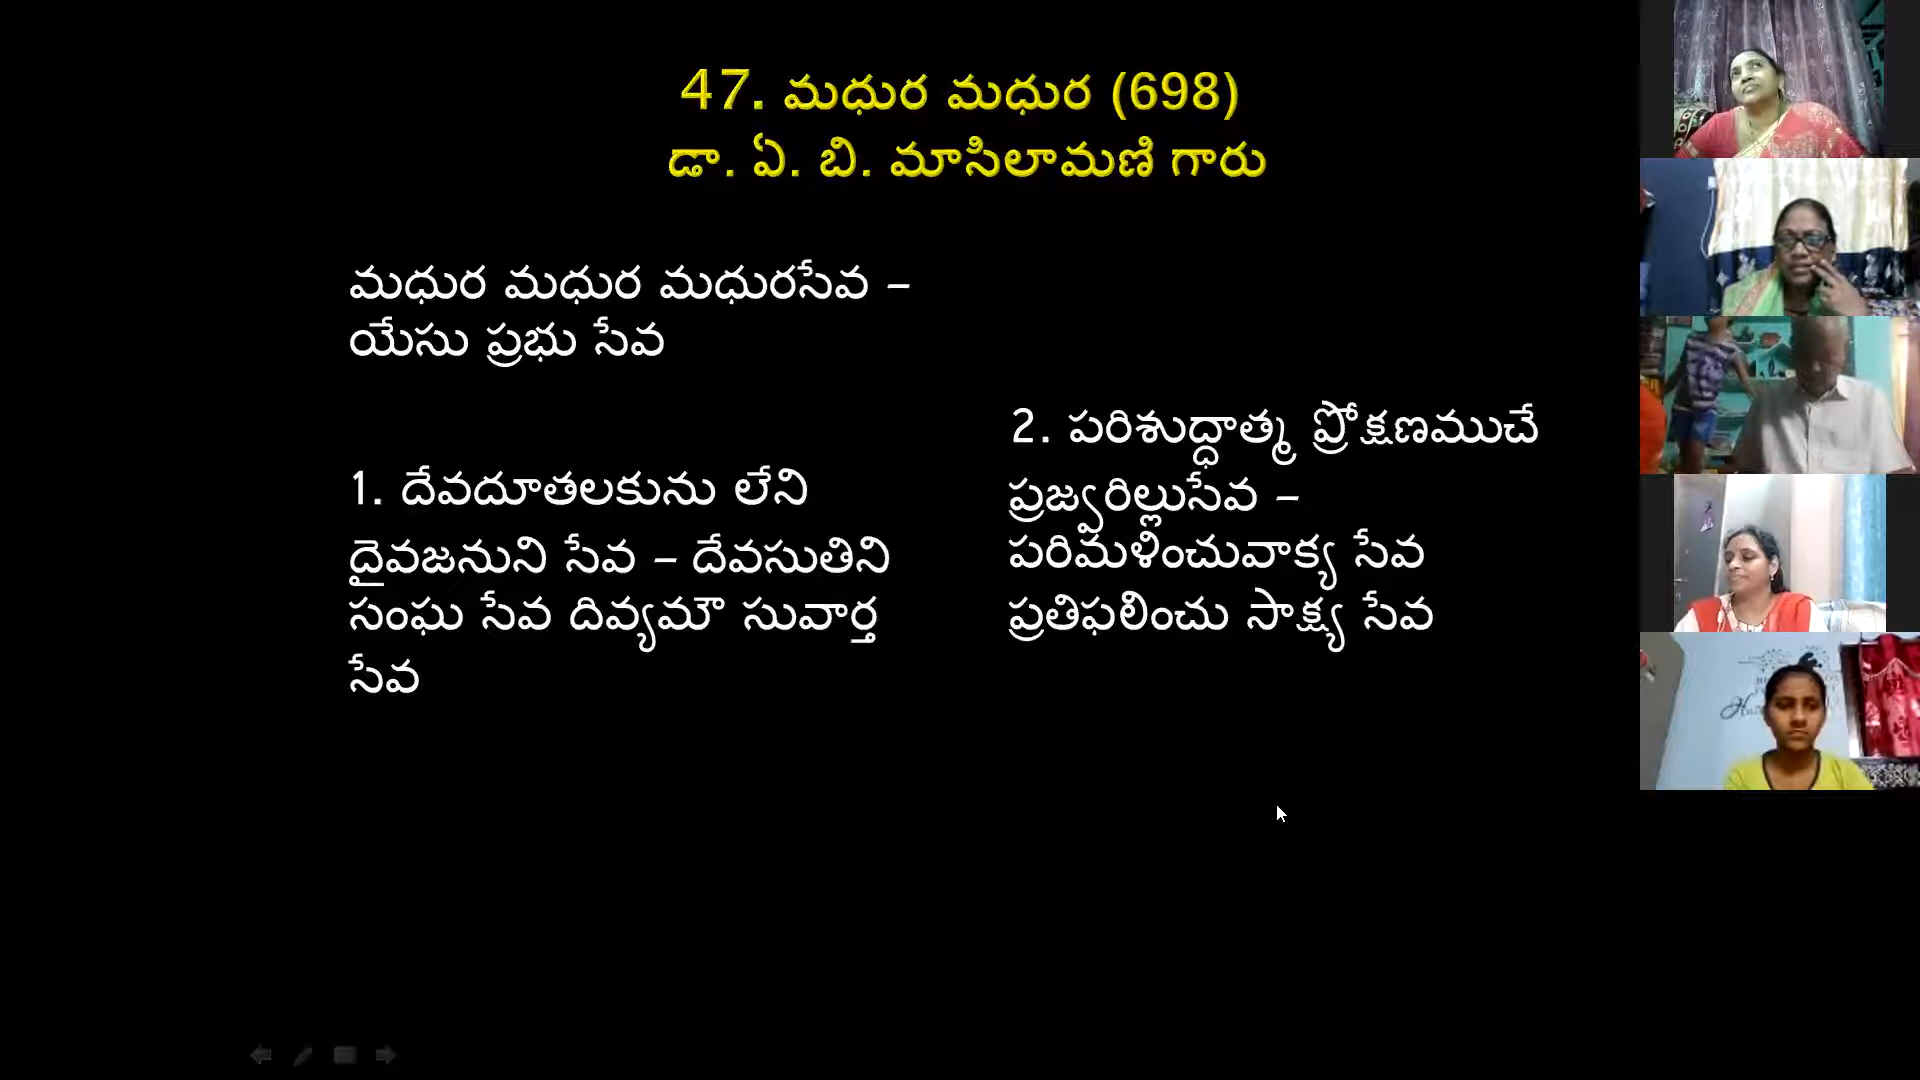 47. మధుర మధుర (698)
డా. ఏ. బి. మాసిలామణి గారు
మధుర మధుర మధురసేవ –
యేసు ప్రభు సేవ
1. దేవదూతలకును లేని
దైవజనుని సేవ – దేవసుతిని
సంఘ సేవ దివ్యమౌ సువార్త
సేవ
2. పరిశుద్ధాత్మ ప్రోక్షణముచే
ప్రజ్వరిల్లుసేవ –
పరిమళించువాక్య సేవ
ప్రతిఫలించు సాక్ష్య సేవ